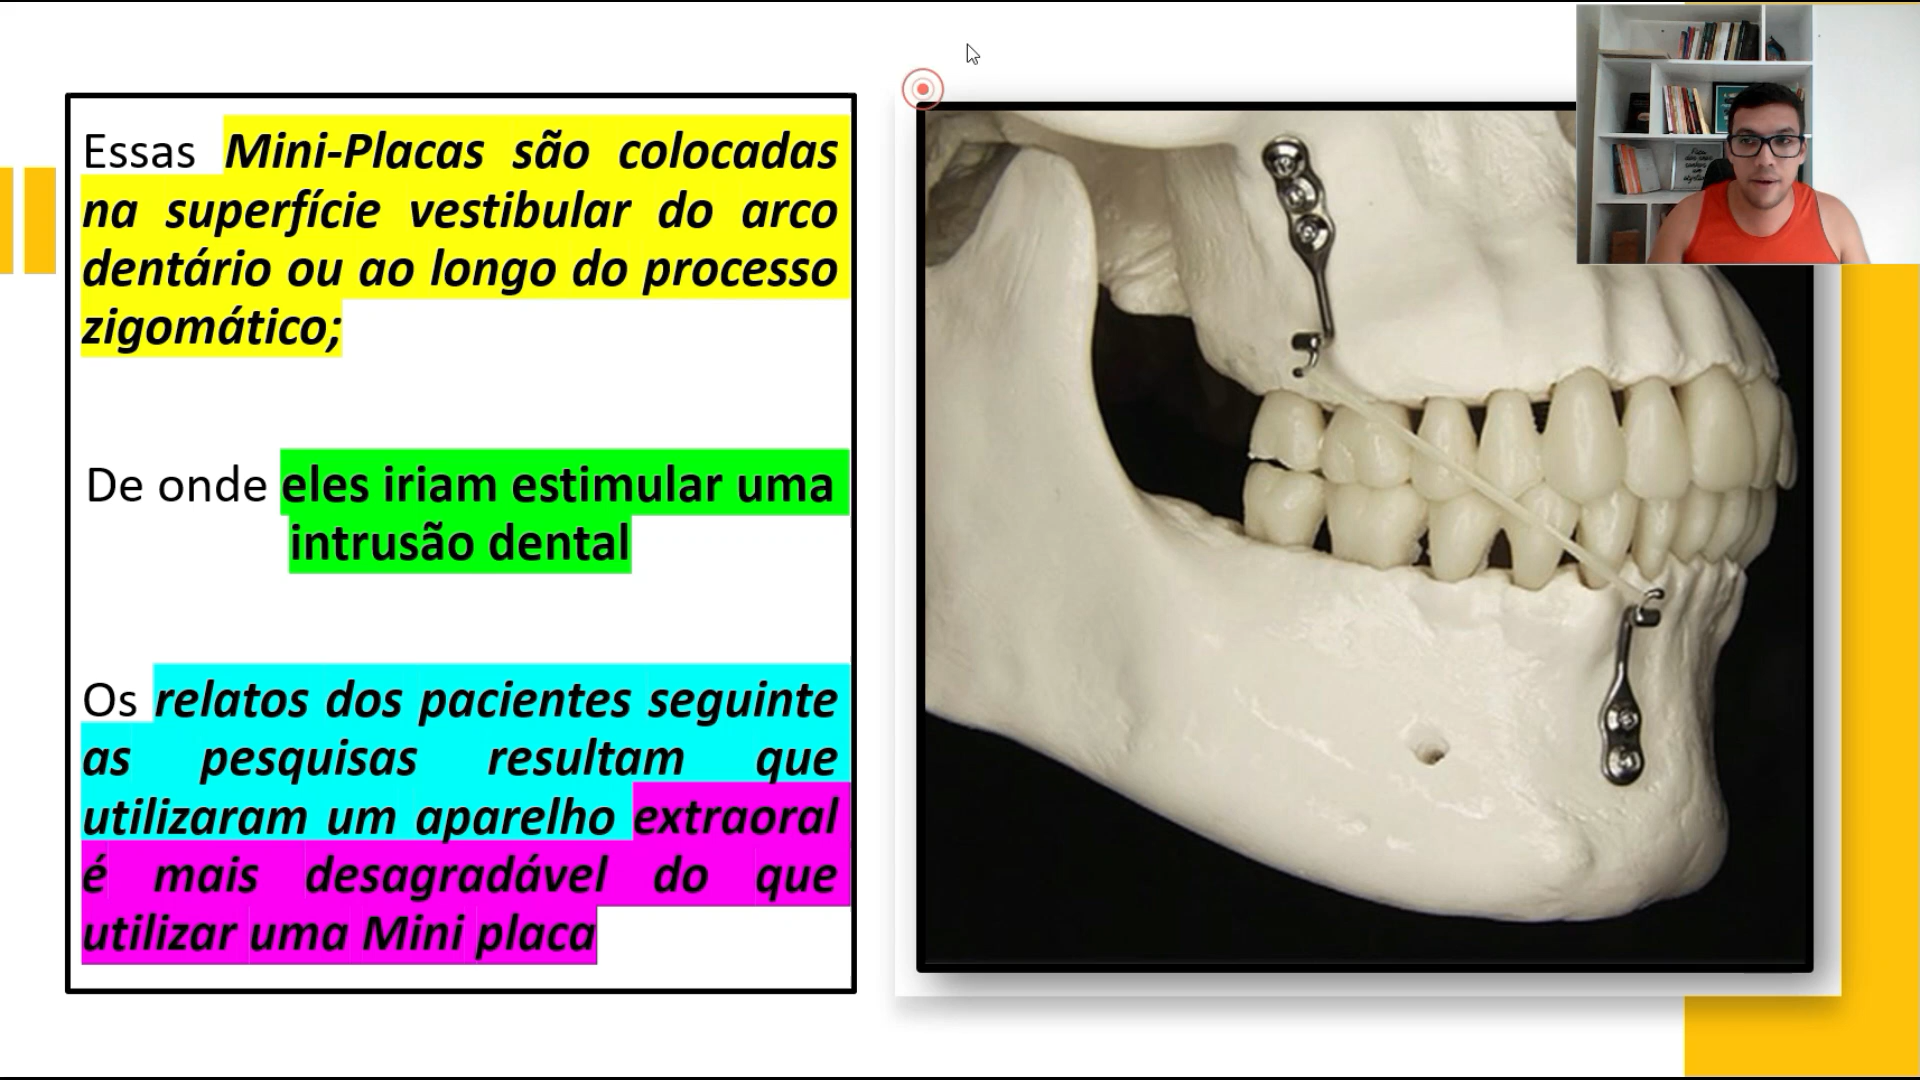 Essas Mini-Placas são colocadas
na superfície vestibular do arco
dentário ou ao longo do processo
zigomático;
De onde eles iriam estimular uma
intrusão dental
Os relatos dos pacientes seguinte
as pesquisas resultam que
utilizaram um aparelho extraoral
é mais desagradável do que
utilizar uma Mini placa